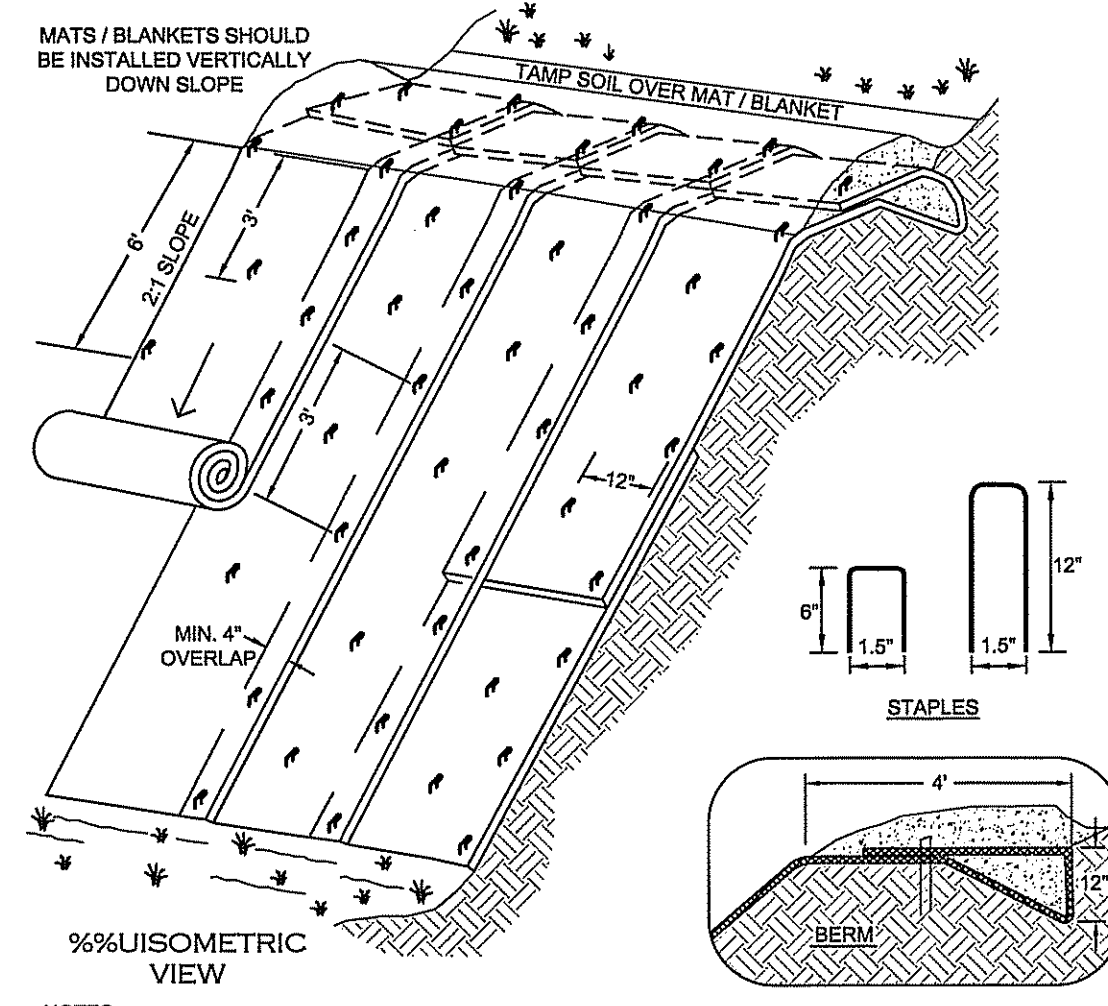 MATS / BLANKETS SHOULD
BE INSTALLED VERTICALLY
DOWN SLOPE
TAMP SOIL OVER MAT / BLANKET
6'
3'
2:1 SLOPE
3'
12"
MIN. 4"
OVERLAP
6"
1.5"
12"
1.5"
STAPLES
4'
12"
BERM
%%UISOMETRIC
VIEW